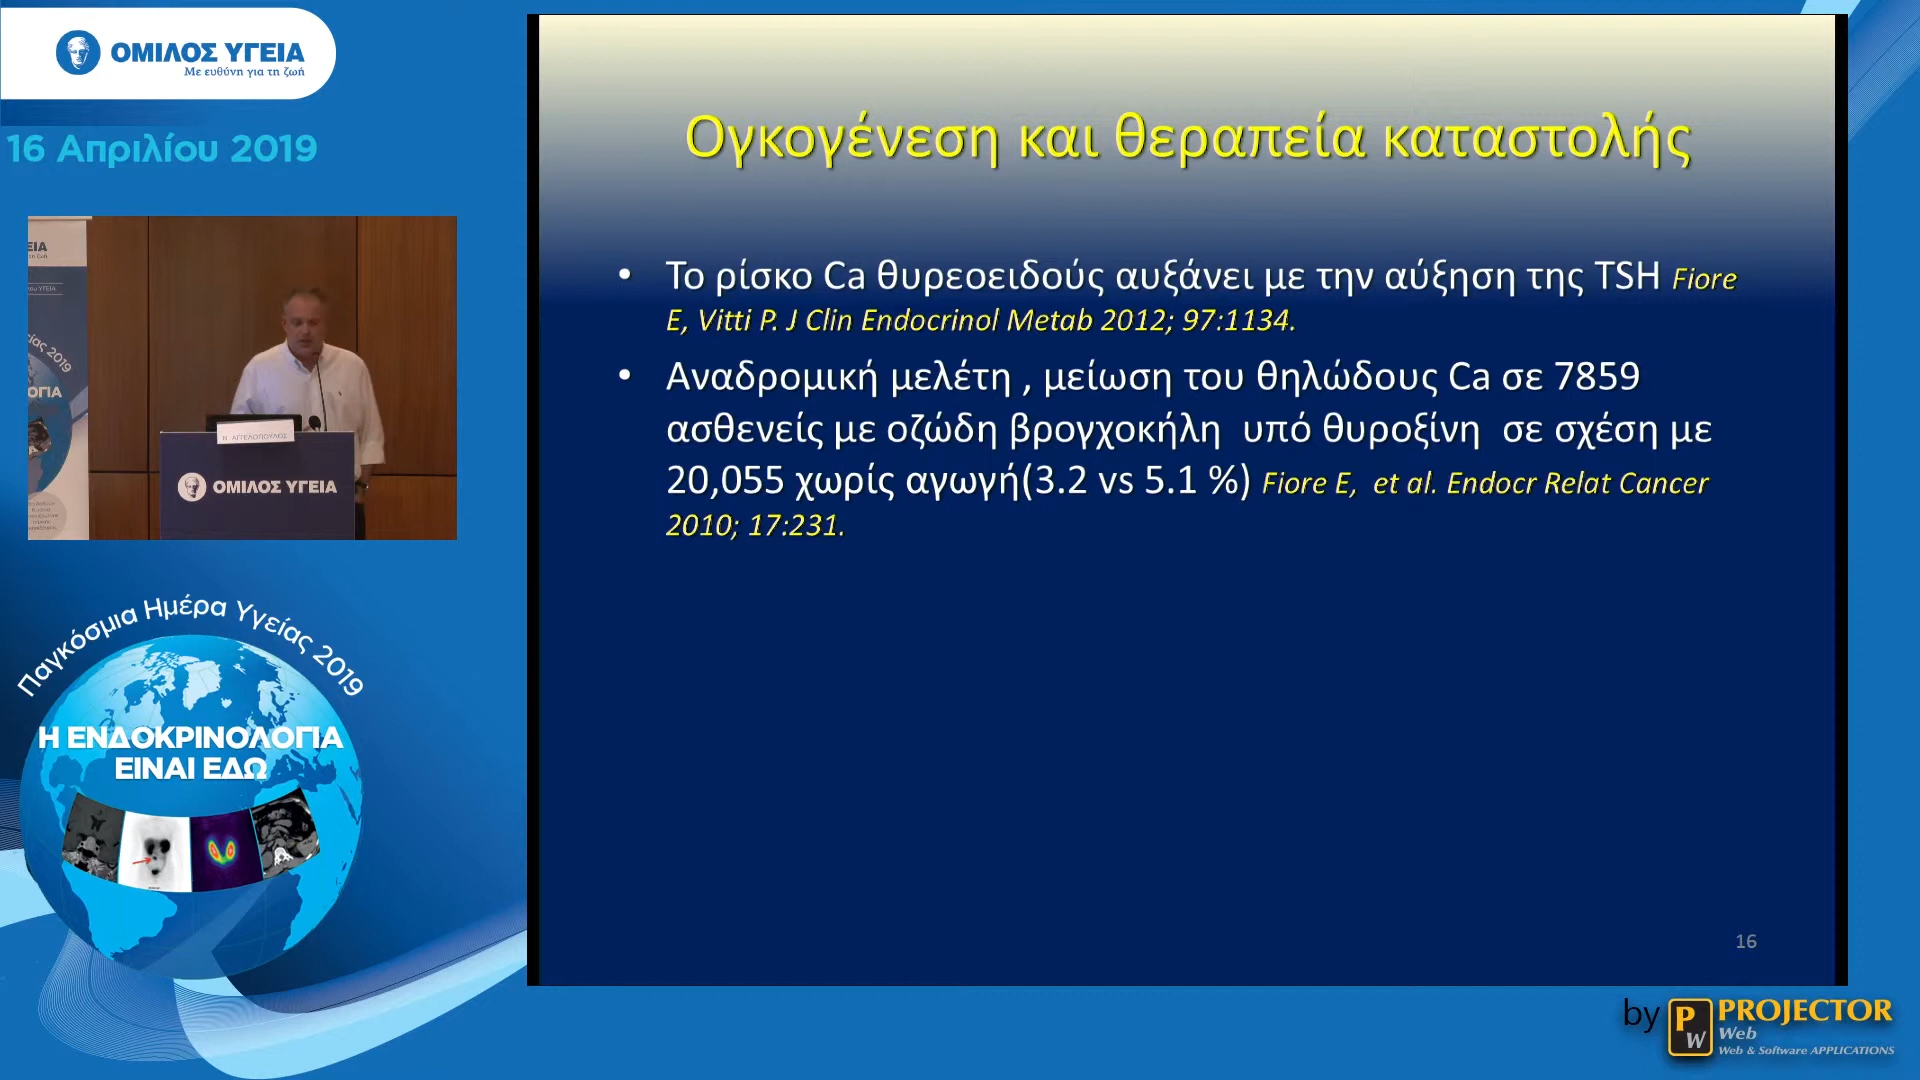 ΟΜΙΛΟΣ ΥΓΕΙΑ
Με ευθύνη για τη ζωή
16 Απριλίου 2019
Ογκογένεση και θεραπεία καταστολής
• Το ρίσκο Ca θυρεοειδούς αυξάνει με την αύξηση της TSH Fiore
E, Vitti P. J Clin Endocrinol Metab 2012; 97:1134.
• Αναδρομική μελέτη , μείωση του θηλώδους Ca σε 7859
ασθενείς με οζώδη βρογχοκήλη υπό θυροξίνη σε σχέση με
20,055 χωρίς αγωγή(3.2 vs 5.1 %) Fiore E, et al. Endocr Relat Cancer
2010; 17:231.
16
Ν. ΑΓΓΕΛΟΠΟΥΛΟΣ
ΟΜΙΛΟΣ ΥΓΕΙΑ
Παγκόσμια Ημέρα Υγείας 2019
Η ΕΝΔΟΚΡΙΝΟΛΟΓΙΑ
ΕΙΝΑΙ ΕΔΩ
by PW PROJECTOR
Web
Web & Software APPLICATIONS